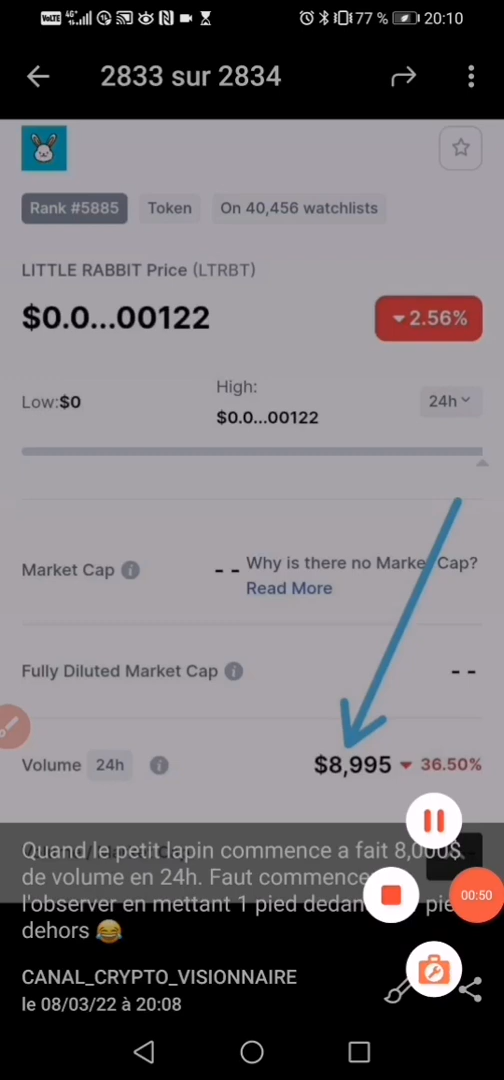 VoLTE 4G 77 % 20:10
2833 sur 2834
Rank #5885 Token On 40,456 watchlists
LITTLE RABBIT Price (LTRBT)
$0.0...00122 2.56%
Low:$0 High: 24h
$0.0...00122
Market Cap - - Why is there no Market Cap?
Read More
Fully Diluted Market Cap - -
Volume 24h $8,995 36.50%
Quand le petit lapin commence a fait 8,000$
de volume en 24h. Faut commence
l'observer en mettant 1 pied dedan
dehors 😂
00:50
CANAL_CRYPTO_VISIONNAIRE
le 08/03/22 à 20:08